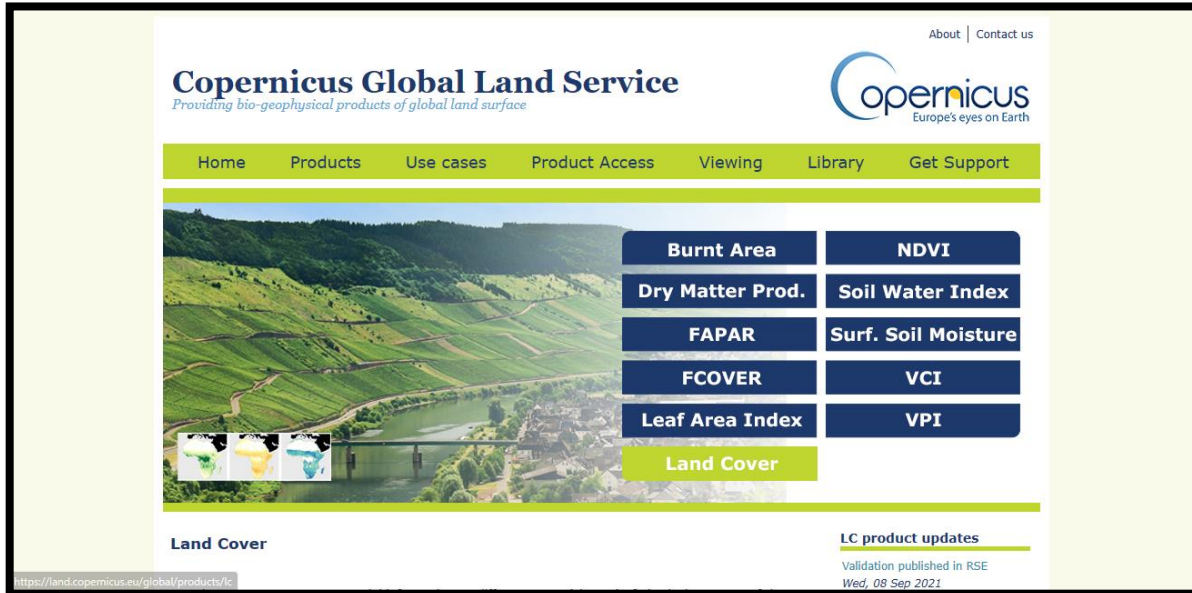 About | Contact us
Copernicus Global Land Service
Providing bio-geophysical products of global land surface
opernicus
Europe's eyes on Earth
Home Products Use cases Product Access Viewing Library Get Support
Burnt Area NDVI
Dry Matter Prod. Soil Water Index
FAPAR Surf. Soil Moisture
FCOVER VCI
Leaf Area Index VPI
Land Cover
Land Cover
LC product updates
Validation published in RSE
Wed, 08 Sep 2021
https://land.copernicus.eu/global/products/lc